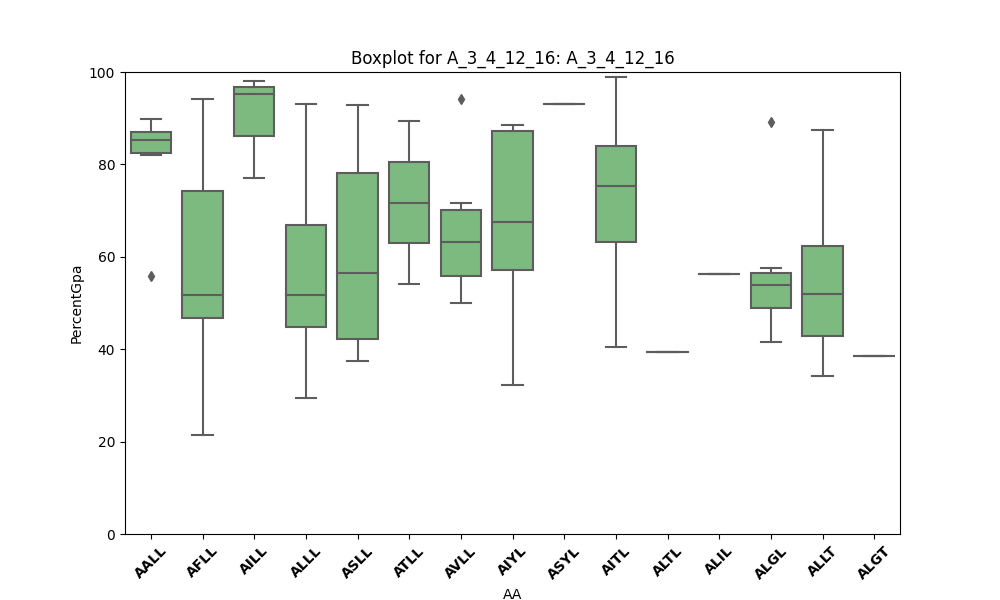 Boxplot for A_3_4_12_16: A_3_4_12_16
PercentGpa
100
80
60
40
20
0
AALL AFLL AILL ALLL ASLL ATLL AVLL AIYL ASYL AITL ALTL ALIL ALGL ALLT ALGT
AA